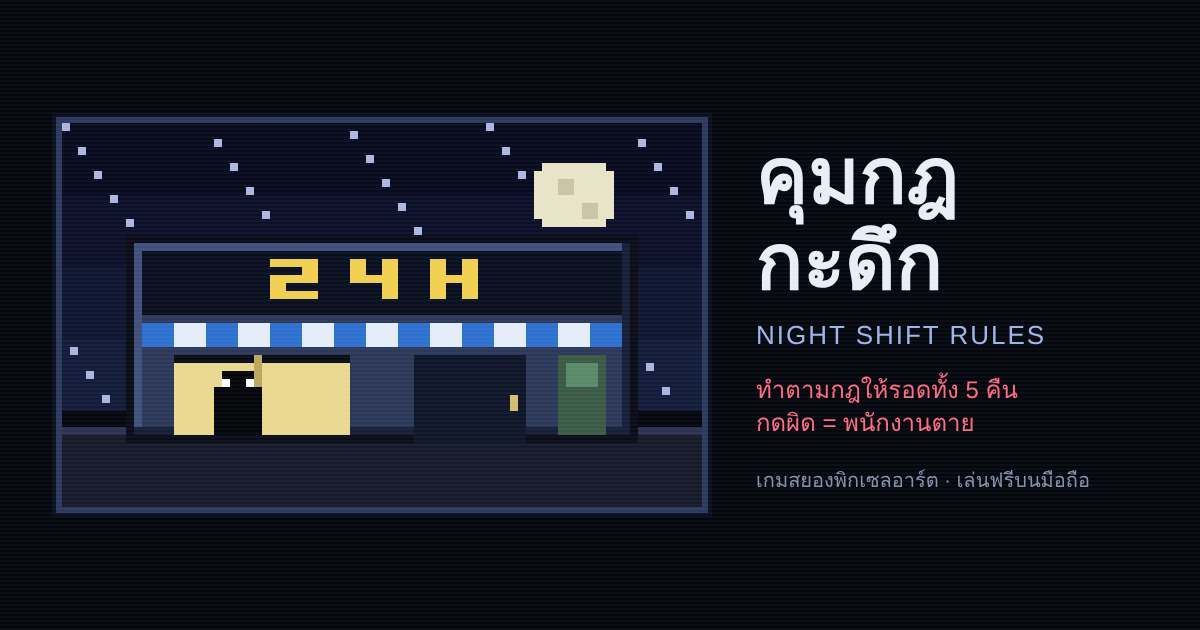 24H
คุมกฎ
กะดึก
NIGHT SHIFT RULES
ทำตามกฎให้รอดทั้ง 5 คืน
กดผิด = พนักงานตาย
เกมสยองพิกเซลอาร์ต · เล่นฟรีบนมือถือ